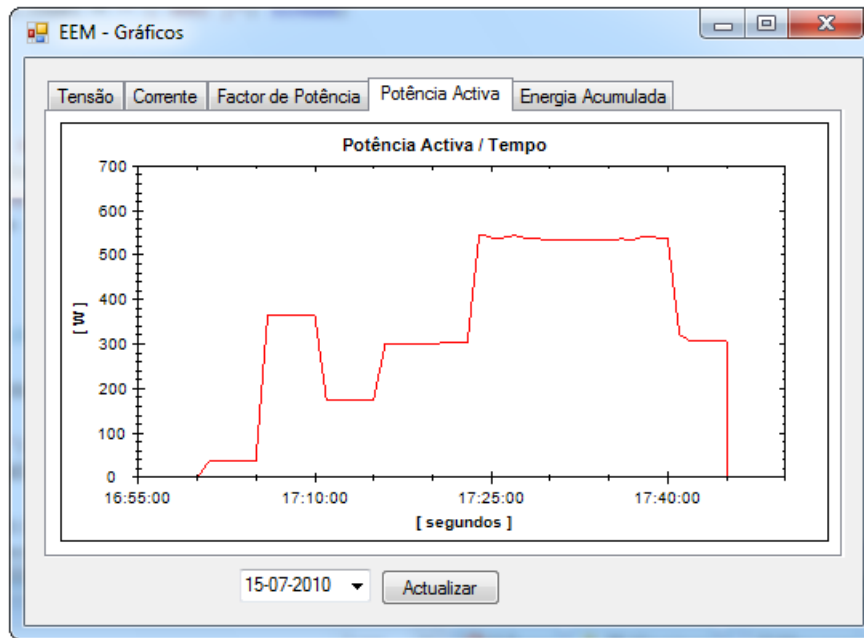 EEM - Gráficos
Tensão Corrente Factor de Potência Potência Activa Energia Acumulada
Potência Activa / Tempo
700
600
500
400
300
200
100
0
[ W ]
16:55:00 17:10:00 17:25:00 17:40:00
[ segundos ]
15-07-2010 Actualizar